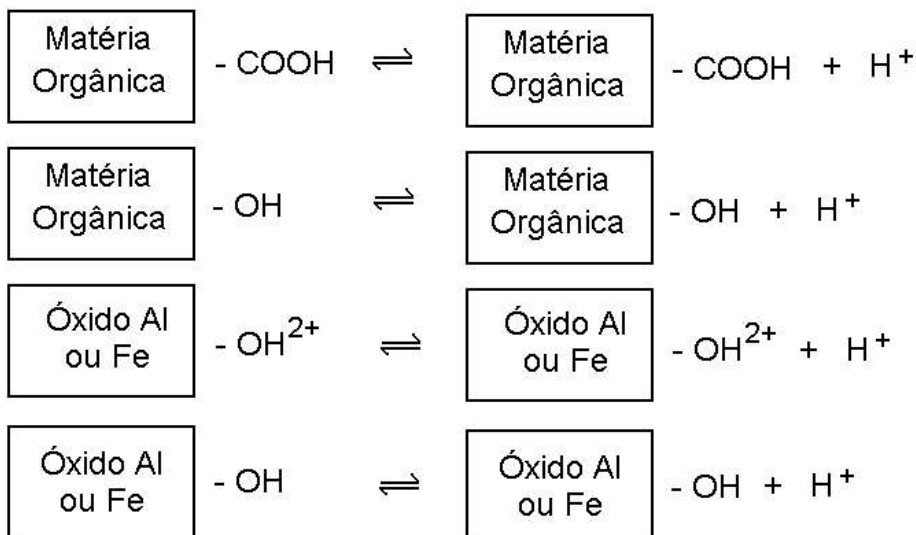 Matéria
Orgânica - COOH ⇌ Matéria
Orgânica - COOH + H⁺
Matéria
Orgânica - OH ⇌ Matéria
Orgânica - OH + H⁺
Óxido Al
ou Fe - OH²⁺ ⇌ Óxido Al
ou Fe - OH²⁺ + H⁺
Óxido Al
ou Fe - OH ⇌ Óxido Al
ou Fe - OH + H⁺